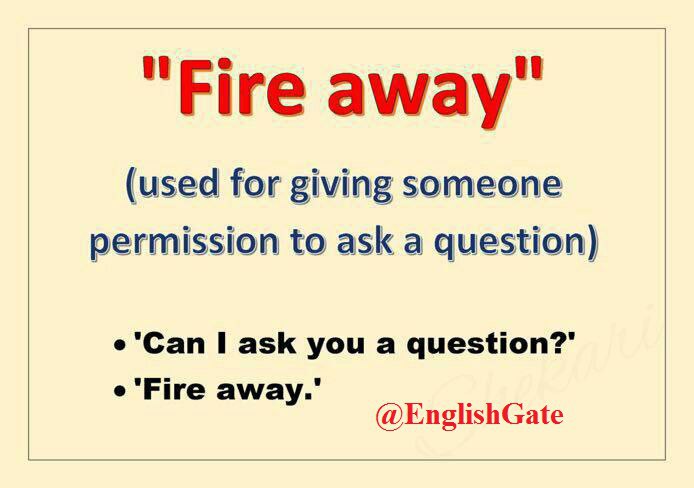 "Fire away"
(used for giving someone
permission to ask a question)
• 'Can I ask you a question?'
• 'Fire away.'
@EnglishGate
Shekari